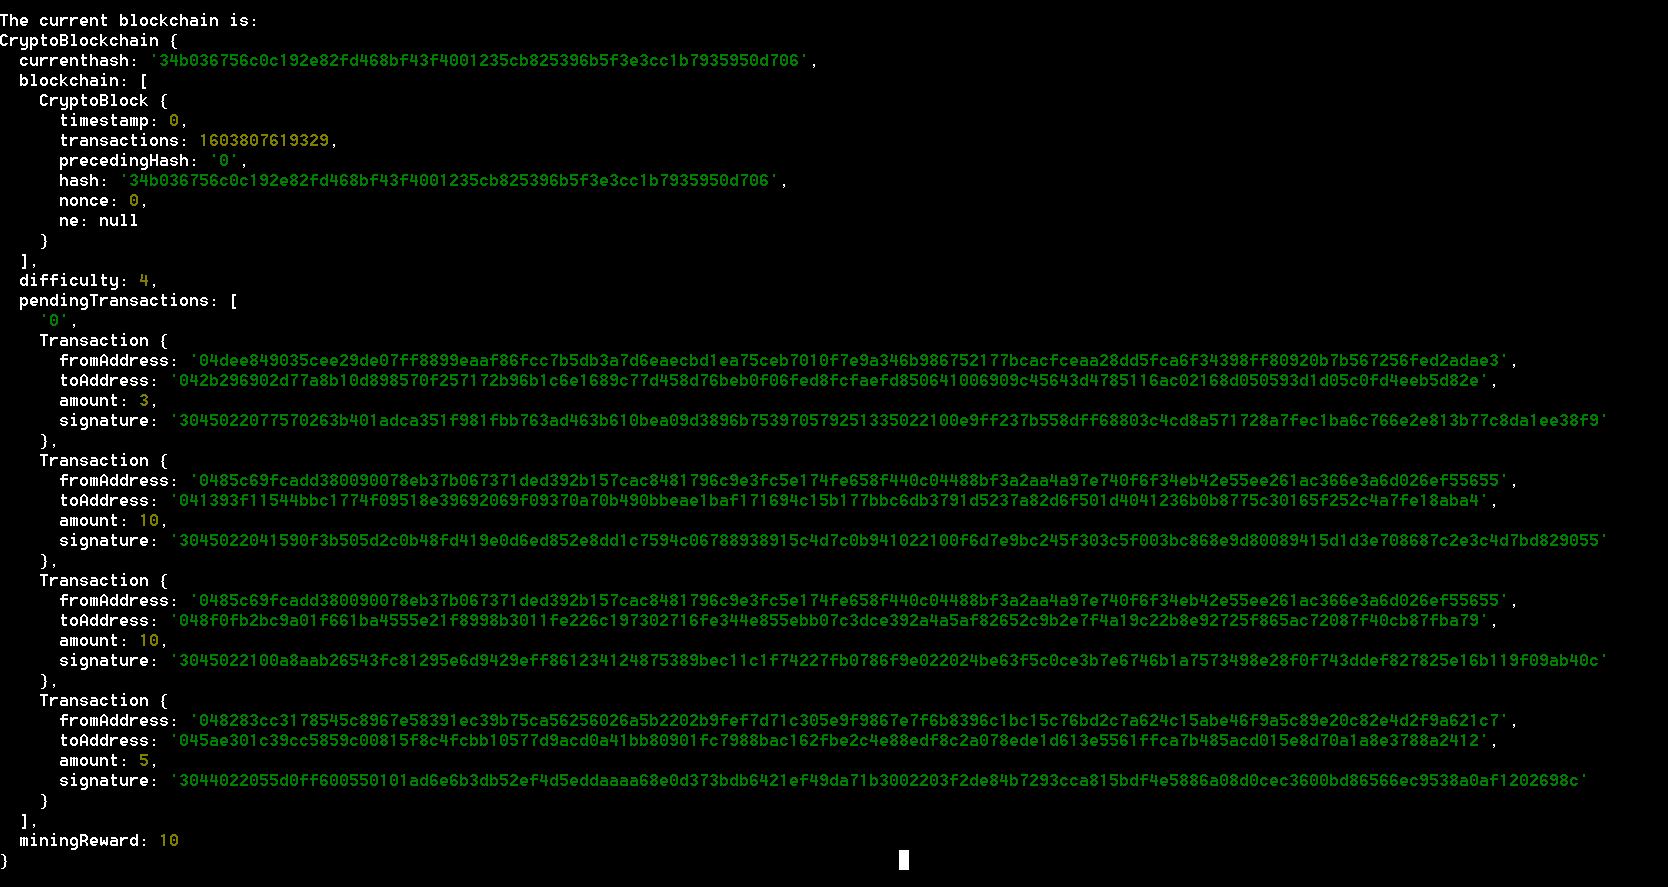 The current blockchain is:
CryptoBlockchain {
  currenthash: '34b036756c0c192e82fd468bf43f4001235cb825396b5f3e3cc1b7935950d706',
  blockchain: [
    CryptoBlock {
      timestamp: 0,
      transactions: 1603807619329,
      precedingHash: '0',
      hash: '34b036756c0c192e82fd468bf43f4001235cb825396b5f3e3cc1b7935950d706',
      nonce: 0,
      ne: null
    }
  ],
  difficulty: 4,
  pendingTransactions: [
    '0',
    Transaction {
      fromAddress: '04dee849035cee29de07ff8899eaaf86fcc7b5db3a7d6eaecbd1ea75ceb7010f7e9a346b986752177bcacfceaa28dd5fca6f34398ff80920b7b567256fed2adae3',
      toAddress: '042b296902d77a8b10d898570f257172b96b1c6e1689c77d458d76beb0f06fed8fcfaefd850641006909c45643d4785116ac02168d050593d1d05c0fd4eeb5d82e',
      amount: 3,
      signature: '3045022077570263b401adca351f981fbb763ad463b610bea09d3896b753970579251335022100e9ff237b558dff68803c4cd8a571728a7fec1ba6c766e2e813b77c8da1ee38f9'
    },
    Transaction {
      fromAddress: '0485c69fcadd380090078eb37b067371ded392b157cac8481796c9e3fc5e174fe658f440c04488bf3a2aa4a97e740f6f34eb42e55ee261ac366e3a6d026ef55655',
      toAddress: '041393f11544bbc1774f09518e39692069f09370a70b490bbeae1baf171694c15b177bbc6db3791d5237a82d6f501d4041236b0b8775c30165f252c4a7fe18aba4',
      amount: 10,
      signature: '3045022041590f3b505d2c0b48fd419e0d6ed852e8dd1c7594c06788938915c4d7c0b941022100f6d7e9bc245f303c5f003bc868e9d80089415d1d3e708687c2e3c4d7bd829055'
    },
    Transaction {
      fromAddress: '0485c69fcadd380090078eb37b067371ded392b157cac8481796c9e3fc5e174fe658f440c04488bf3a2aa4a97e740f6f34eb42e55ee261ac366e3a6d026ef55655',
      toAddress: '048f0fb2bc9a01f661ba4555e21f8998b3011fe226c197302716fe344e855ebb07c3dce392a4a5af82652c9b2e7f4a19c22b8e92725f865ac72087f40cb87fba79',
      amount: 10,
      signature: '3045022100a8aab26543fc81295e6d9429eff861234124875389bec11c1f74227fb0786f9e022024be63f5c0ce3b7e6746b1a7573498e28f0f743ddef827825e16b119f09ab40c'
    },
    Transaction {
      fromAddress: '048283cc3178545c8967e58391ec39b75ca56256026a5b2202b9fef7d71c305e9f9867e7f6b8396c1bc15c76bd2c7a624c15abe46f9a5c89e20c82e4d2f9a621c7',
      toAddress: '045ae301c39cc5859c00815f8c4fcbb10577d9acd0a41bb80901fc7988bac162fbe2c4e88edf8c2a078ede1d613e5561ffca7b485acd015e8d70a1a8e3788a2412',
      amount: 5,
      signature: '3044022055d0ff600550101ad6e6b3db52ef4d5eddaaaa68e0d373bdb6421ef49da71b3002203f2de84b7293cca815bdf4e5886a08d0cec3600bd86566ec9538a0af1202698c'
    }
  ],
  miningReward: 10
}